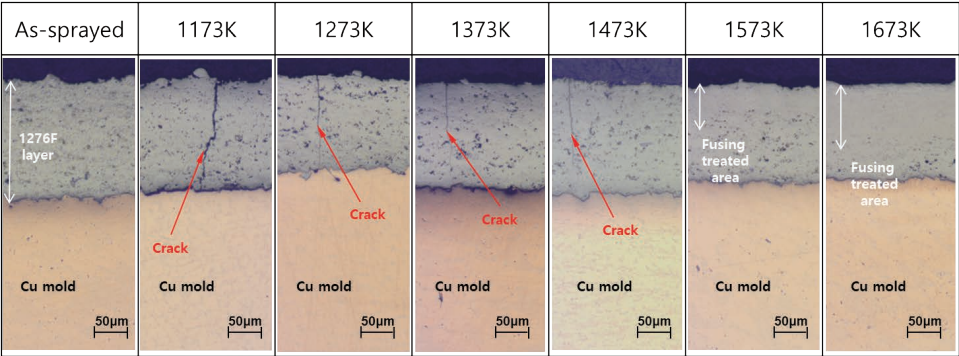 As-sprayed
1173K
1273K
1373K
1473K
1573K
1673K
1276F
layer
Cu mold
50μm
Crack
Cu mold
50μm
Crack
Cu mold
50μm
Crack
Cu mold
50μm
Crack
Cu mold
50μm
Fusing
treated
area
Cu mold
50μm
Fusing
treated
area
Cu mold
50μm